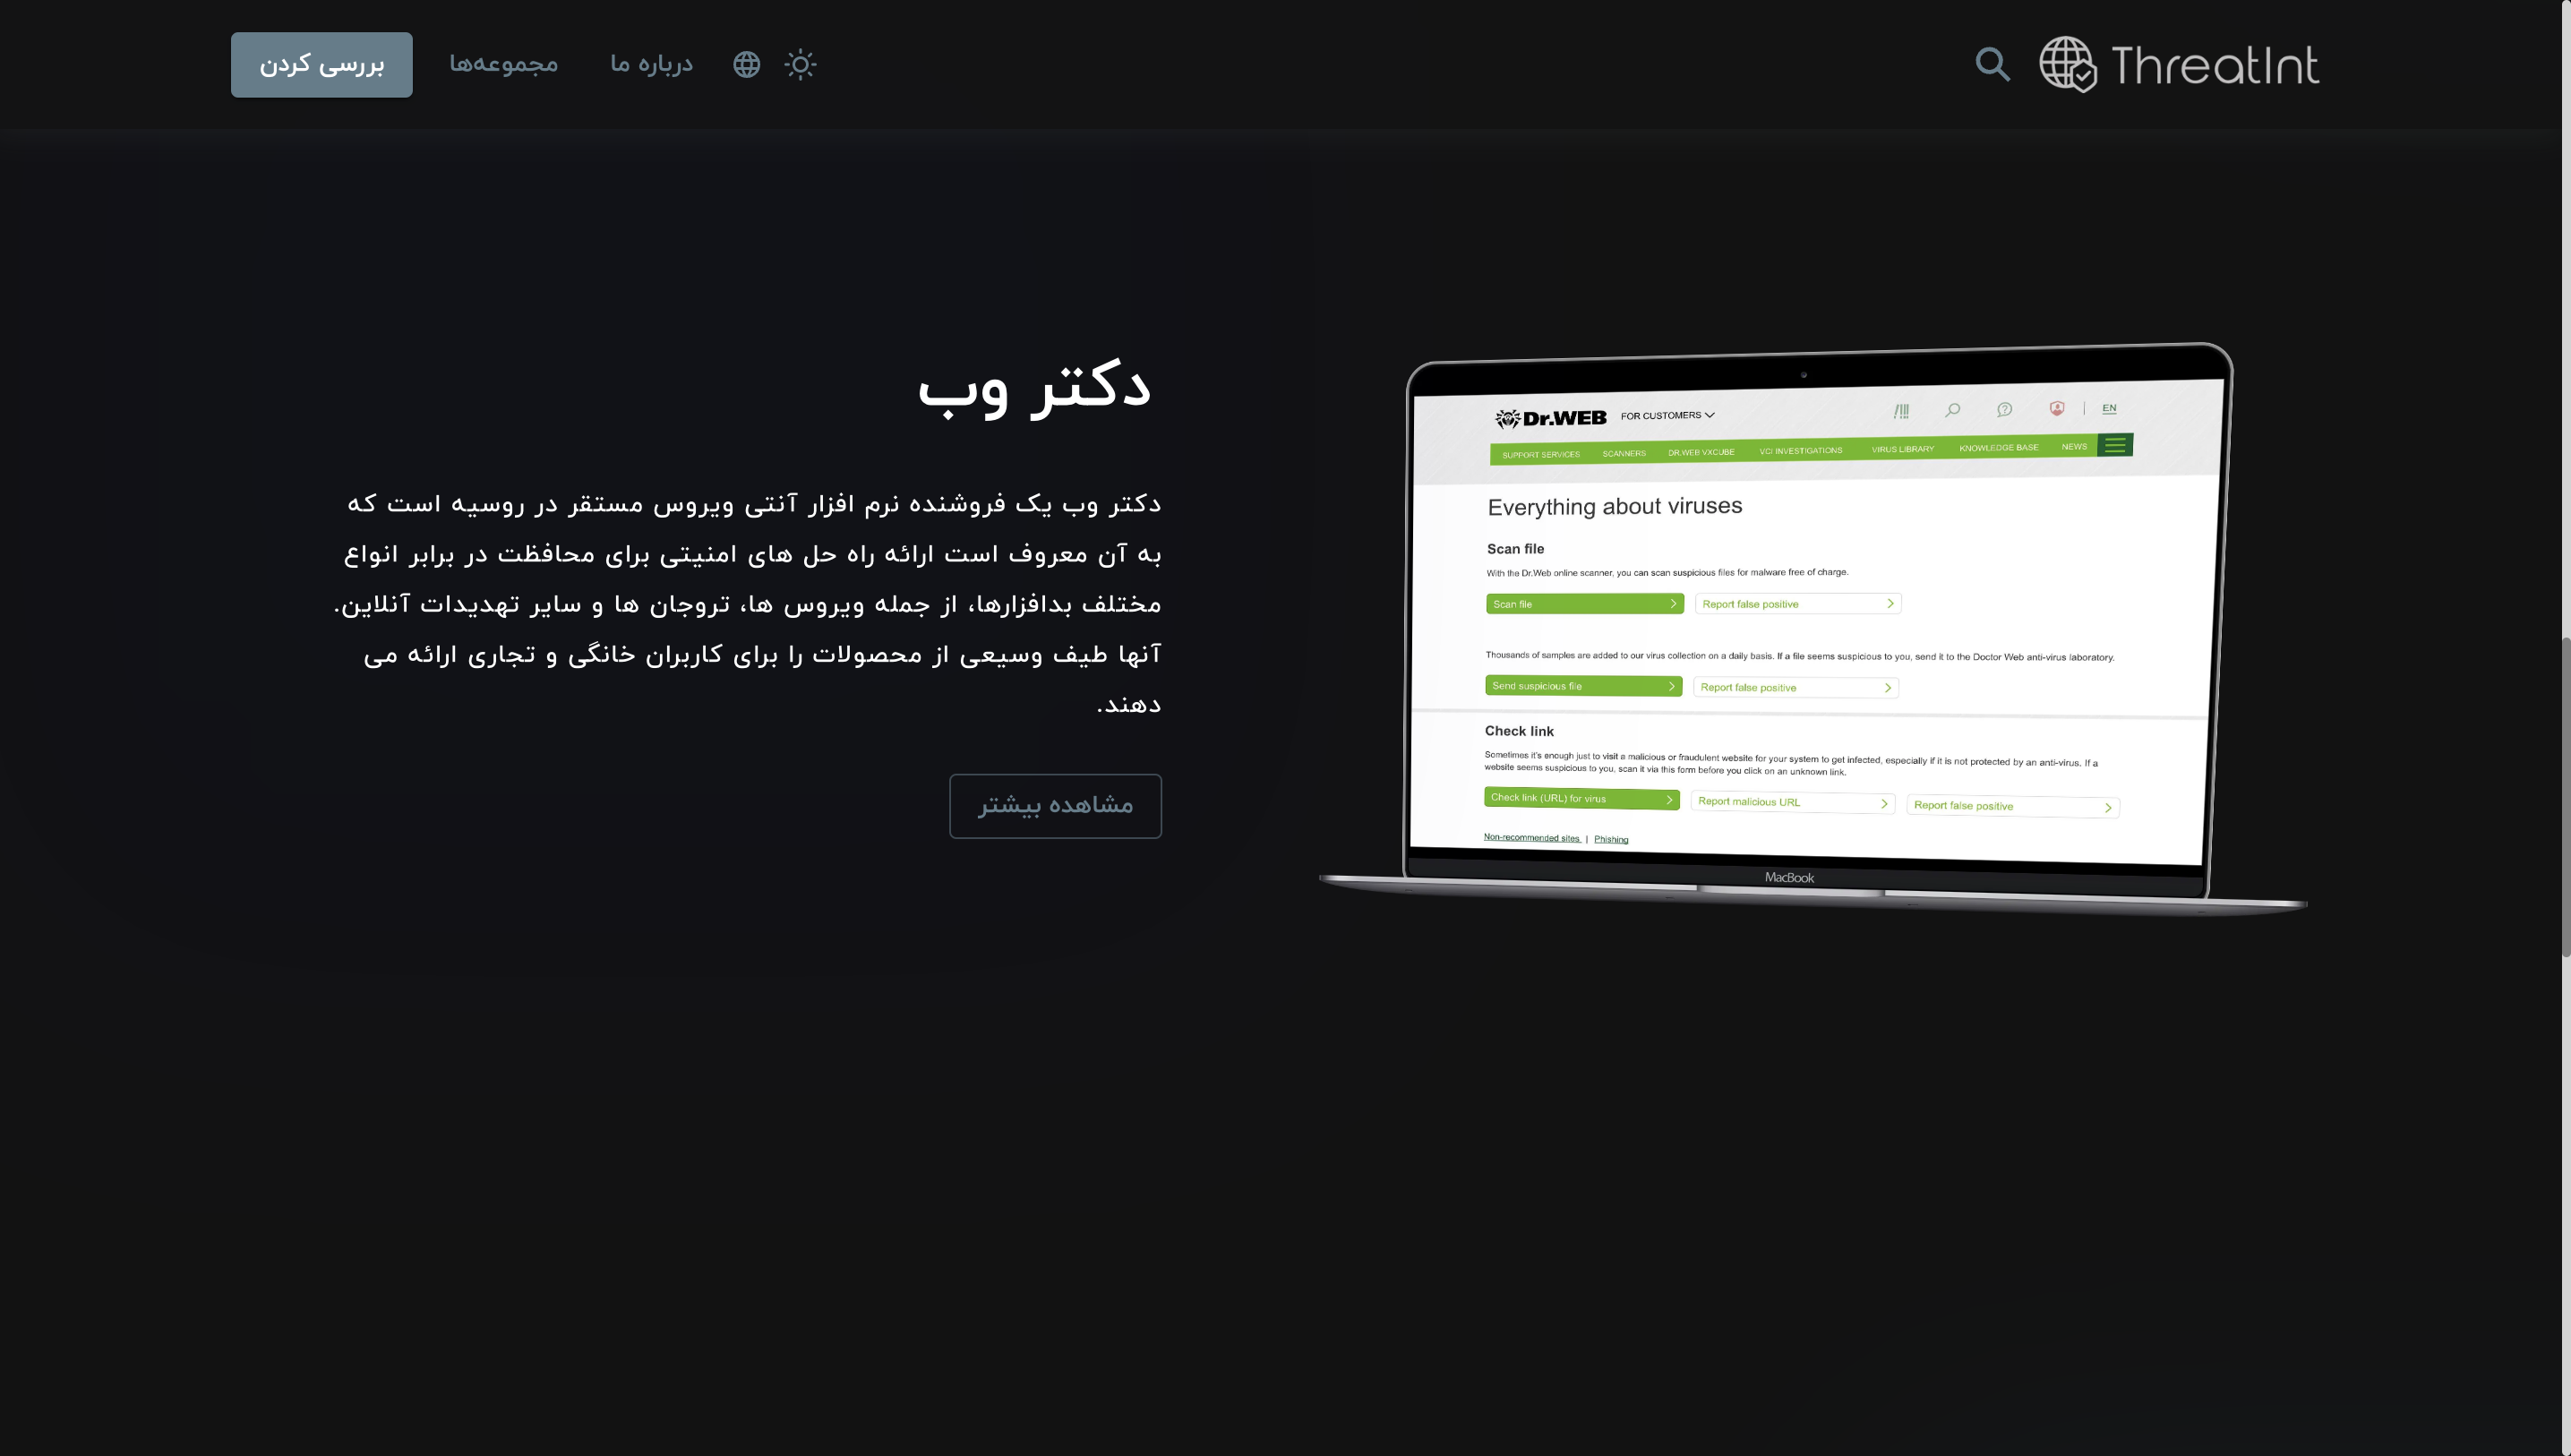 ThreatInt
درباره ما
مجموعه‌ها
بررسی کردن
Dr.WEB FOR CUSTOMERS
EN
SUPPORT SERVICES SCANNERS DR.WEB VXCUBE VCI INVESTIGATIONS VIRUS LIBRARY KNOWLEDGE BASE NEWS
Everything about viruses
Scan file
With the Dr.Web online scanner, you can scan suspicious files for malware free of charge.
Scan file Report false positive
Thousands of samples are added to our virus collection on a daily basis. If a file seems suspicious to you, send it to the Doctor Web anti-virus laboratory.
Send suspicious file Report false positive
Check link
Sometimes it's enough just to visit a malicious or fraudulent website for your system to get infected, especially if it is not protected by an anti-virus. If a
website seems suspicious to you, scan it via this form before you click on an unknown link.
Check link (URL) for virus Report malicious URL Report false positive
Non-recommended sites | Phishing
MacBook
دکتر وب
دکتر وب یک فروشنده نرم افزار آنتی ویروس مستقر در روسیه است که
به آن معروف است ارائه راه حل های امنیتی برای محافظت در برابر انواع
مختلف بدافزارها، از جمله ویروس ها، تروجان ها و سایر تهدیدات آنلاین.
آنها طیف وسیعی از محصولات را برای کاربران خانگی و تجاری ارائه می
دهند.
مشاهده بیشتر